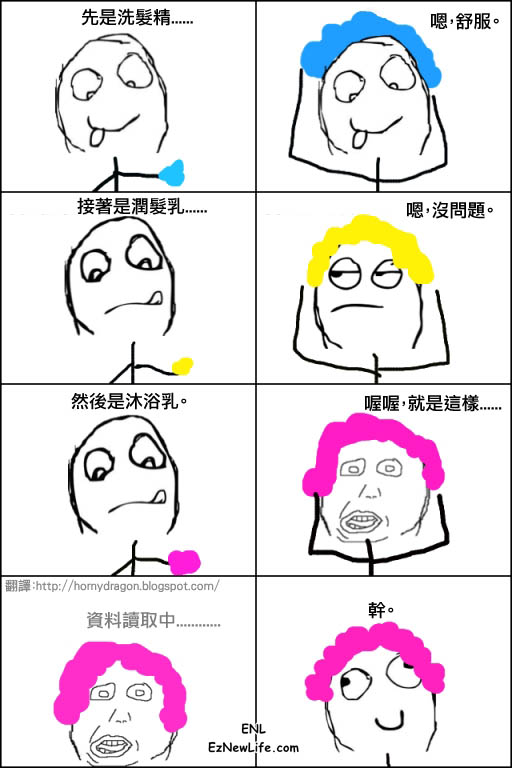 先是洗髮精......
嗯，舒服。
接著是潤髮乳......
嗯，沒問題。
然後是沐浴乳。
喔喔，就是這樣......
翻譯:http://hornydragon.blogspot.com/
資料讀取中............
幹。
ENL
EzNewLife.com